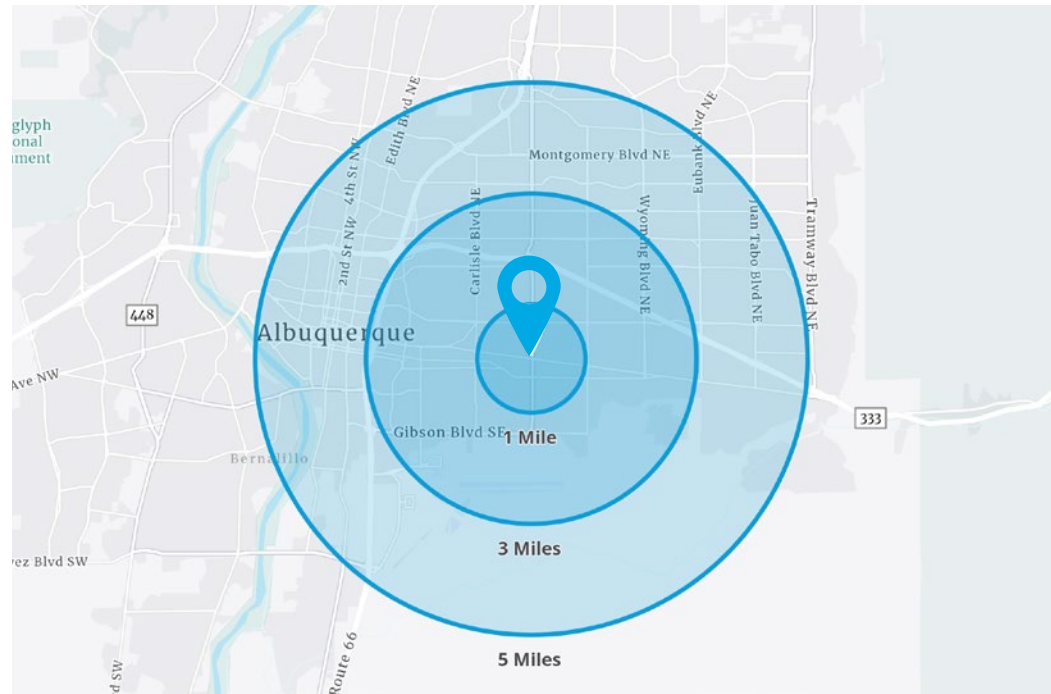 glyph
onal
ument
Edith Blvd NE
4th St NW
2nd St NW
Montgomery Blvd NE
Eubank Blvd NE
Carlisle Blvd NE
Wyoming Blvd NE
Juan Tabo Blvd NE
Tramway Blvd NE
448
Albuquerque
Ave NW
333
Gibson Blvd SE
1 Mile
Bernalillo
3 Miles
vez Blvd SW
Route 66
5 Miles
d SW